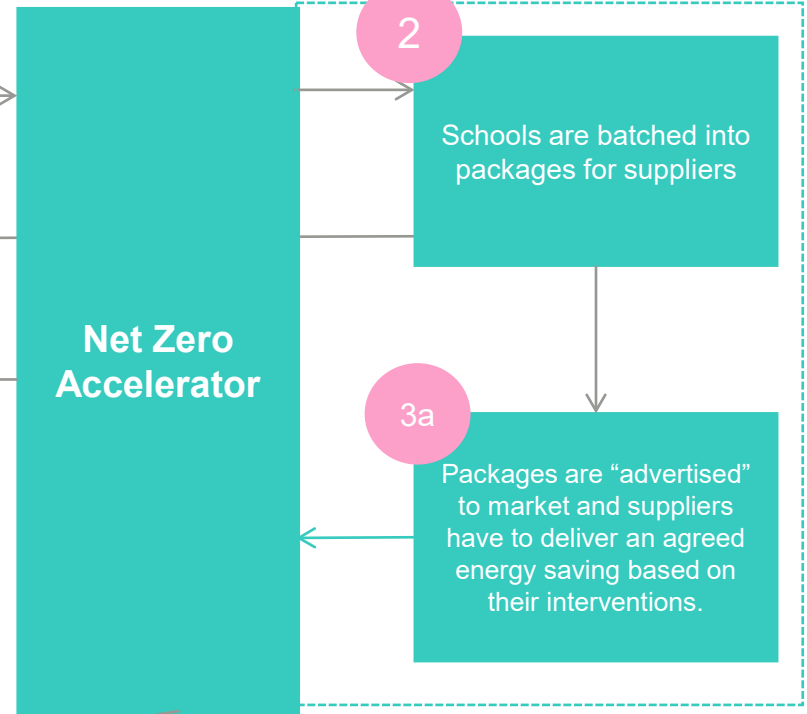 2
Schools are batched into
packages for suppliers
Net Zero
Accelerator
3a
Packages are “advertised”
to market and suppliers
have to deliver an agreed
energy saving based on
their interventions.